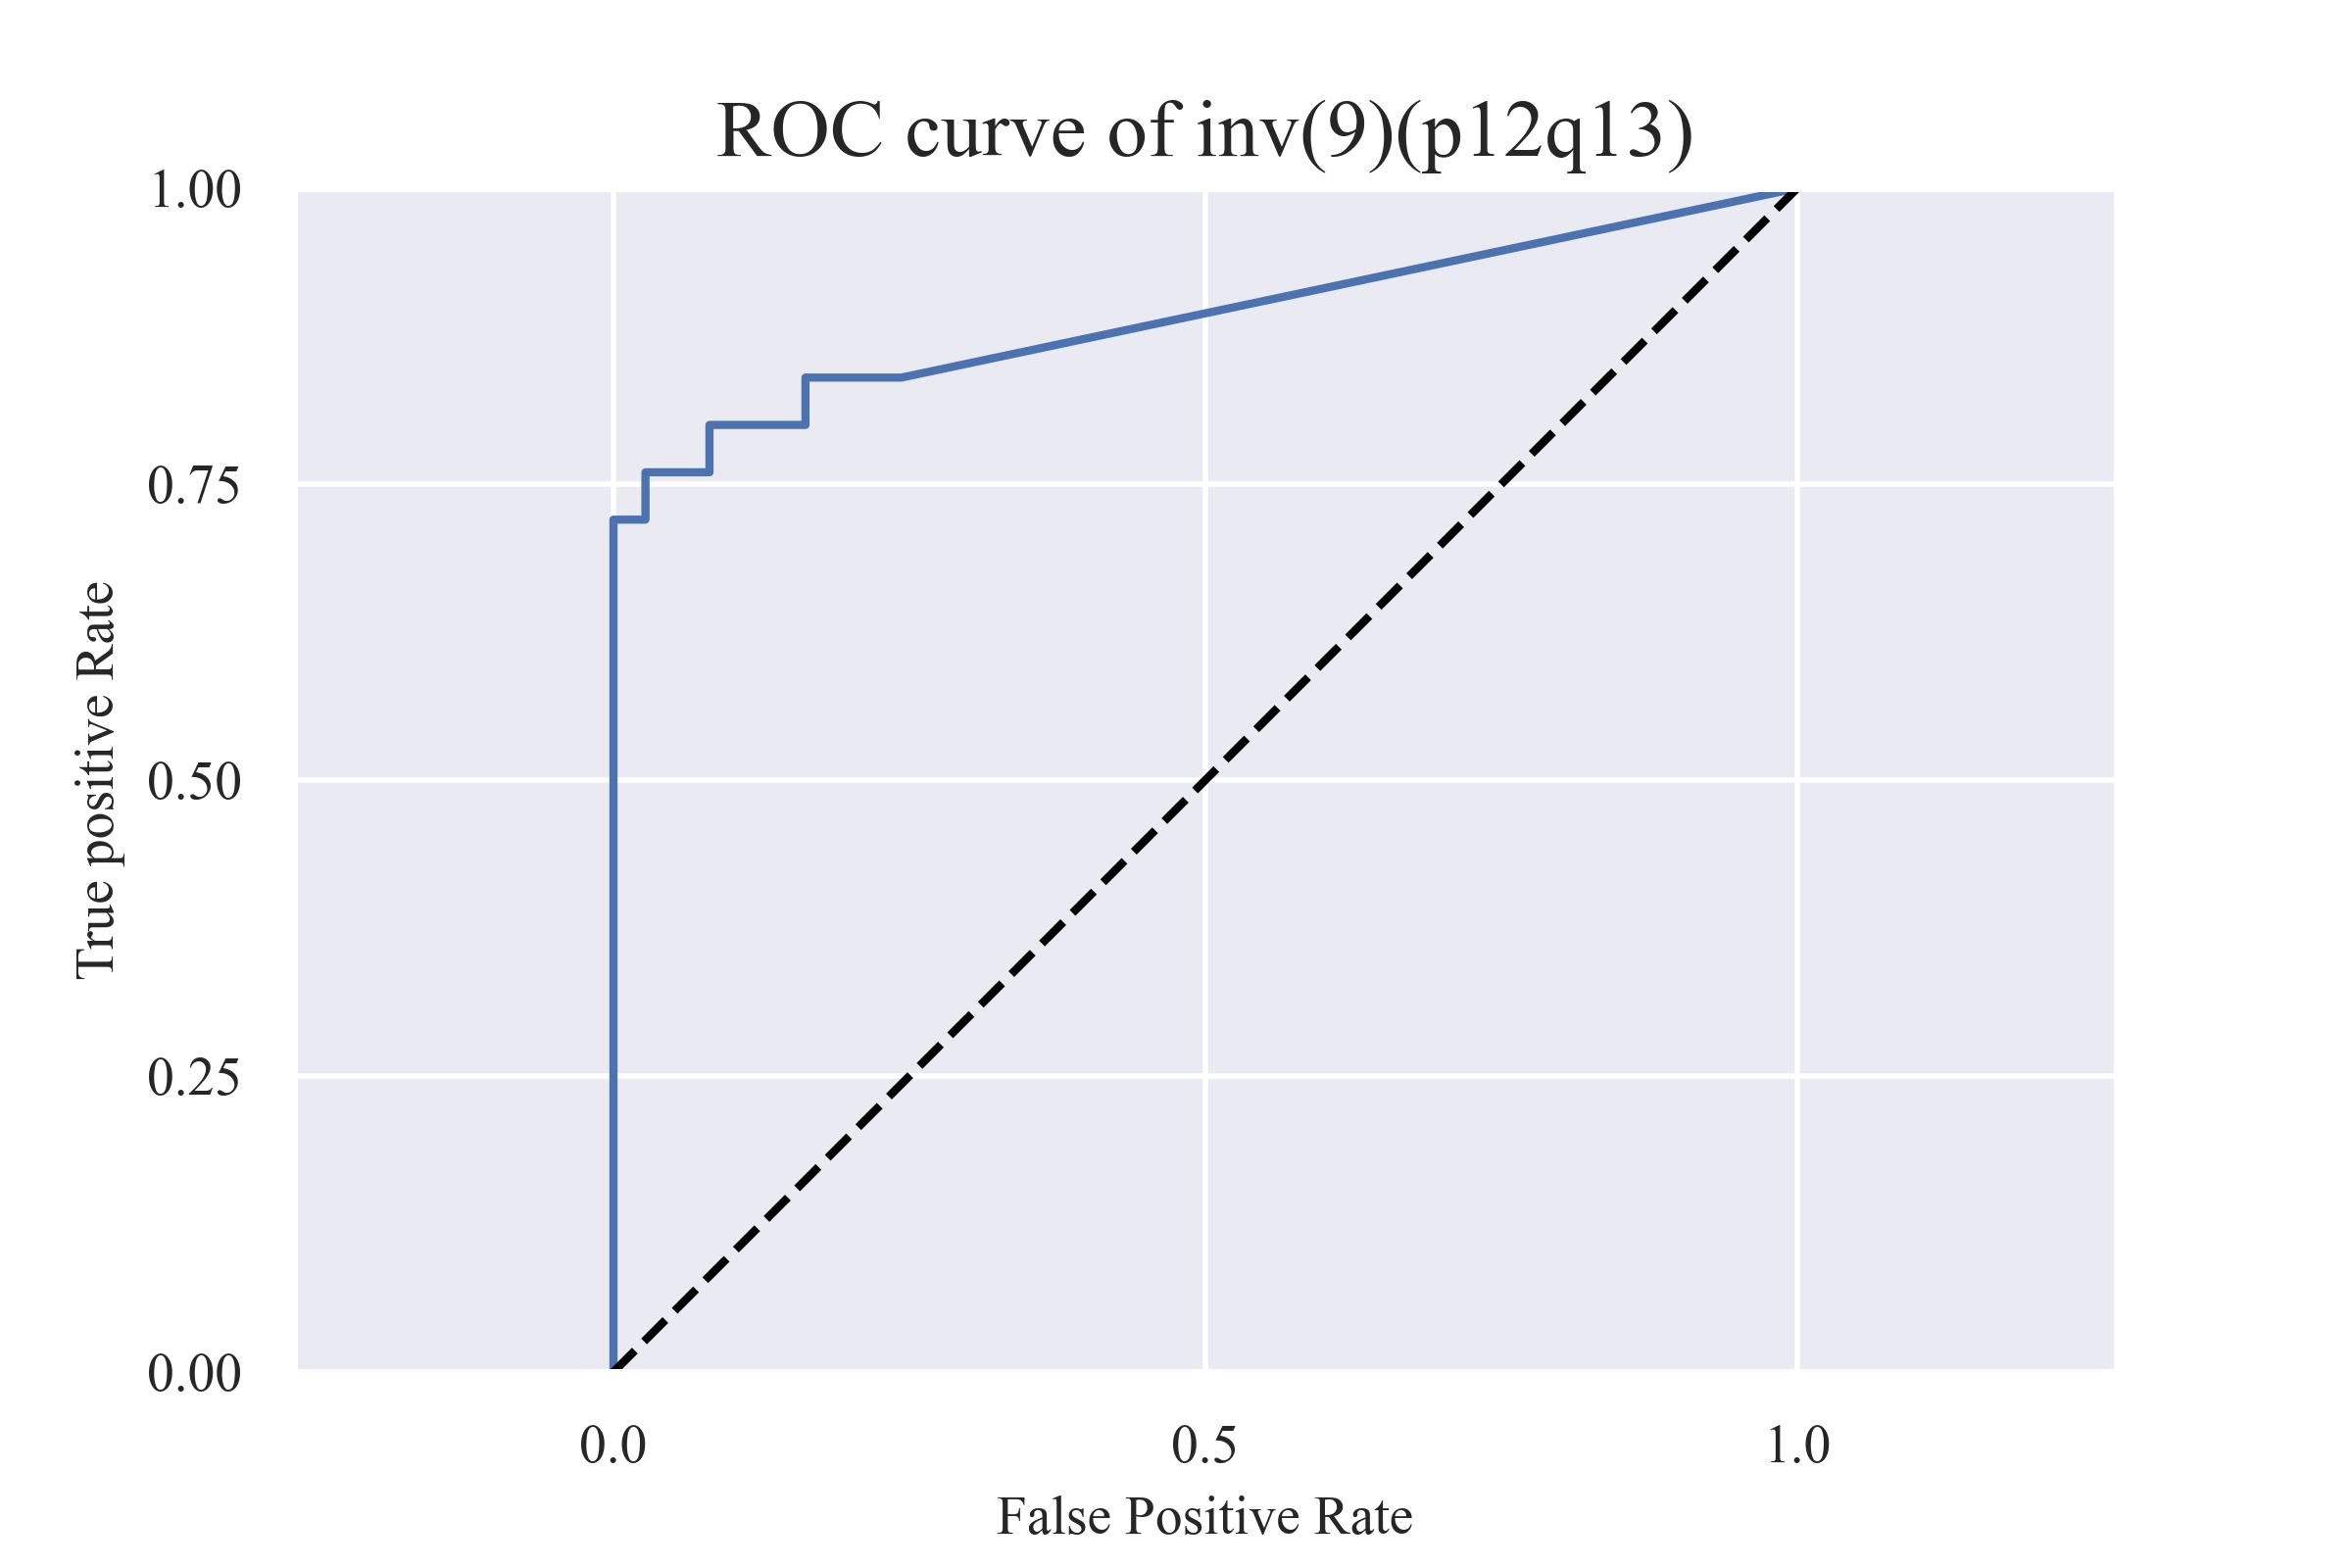 ROC curve of inv(9)(p12q13)
1.00
0.75
0.50
0.25
0.00
True positive Rate
0.0 0.5 1.0
False Positive Rate